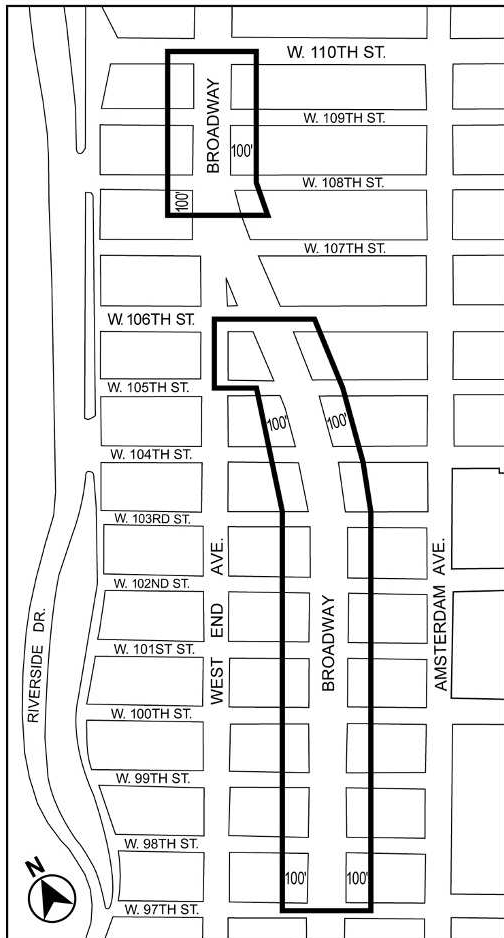 W. 110TH ST.
BROADWAY
W. 109TH ST.
100'
W. 108TH ST.
100'
W. 107TH ST.
W. 106TH ST.
W. 105TH ST.
100'
100'
W. 104TH ST.
W. 103RD ST.
WEST END AVE.
BROADWAY
AMSTERDAM AVE.
W. 102ND ST.
RIVERSIDE DR.
W. 101ST ST.
W. 100TH ST.
W. 99TH ST.
W. 98TH ST.
N
100'
100'
W. 97TH ST.